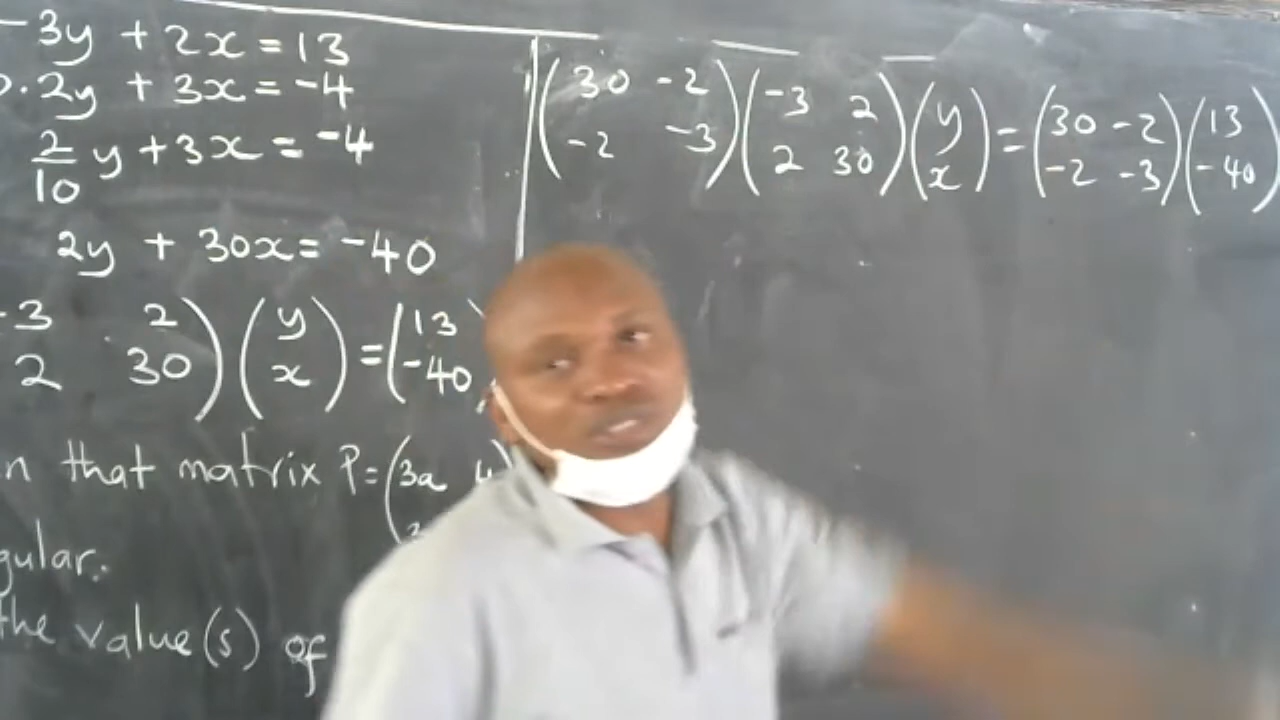 -3y + 2x = 13
0.2y + 3x = -4
2/10 y + 3x = -4
2y + 30x = -40
-3 2) (y = (13
2 30) x) -40
n that matrix P = (3a 4)
gular.
the value(s) of
(30 -2) (-3 2) (y) = (30 -2) (13)
(-2 -3) (2 30) (x) (-2 -3) (-40)